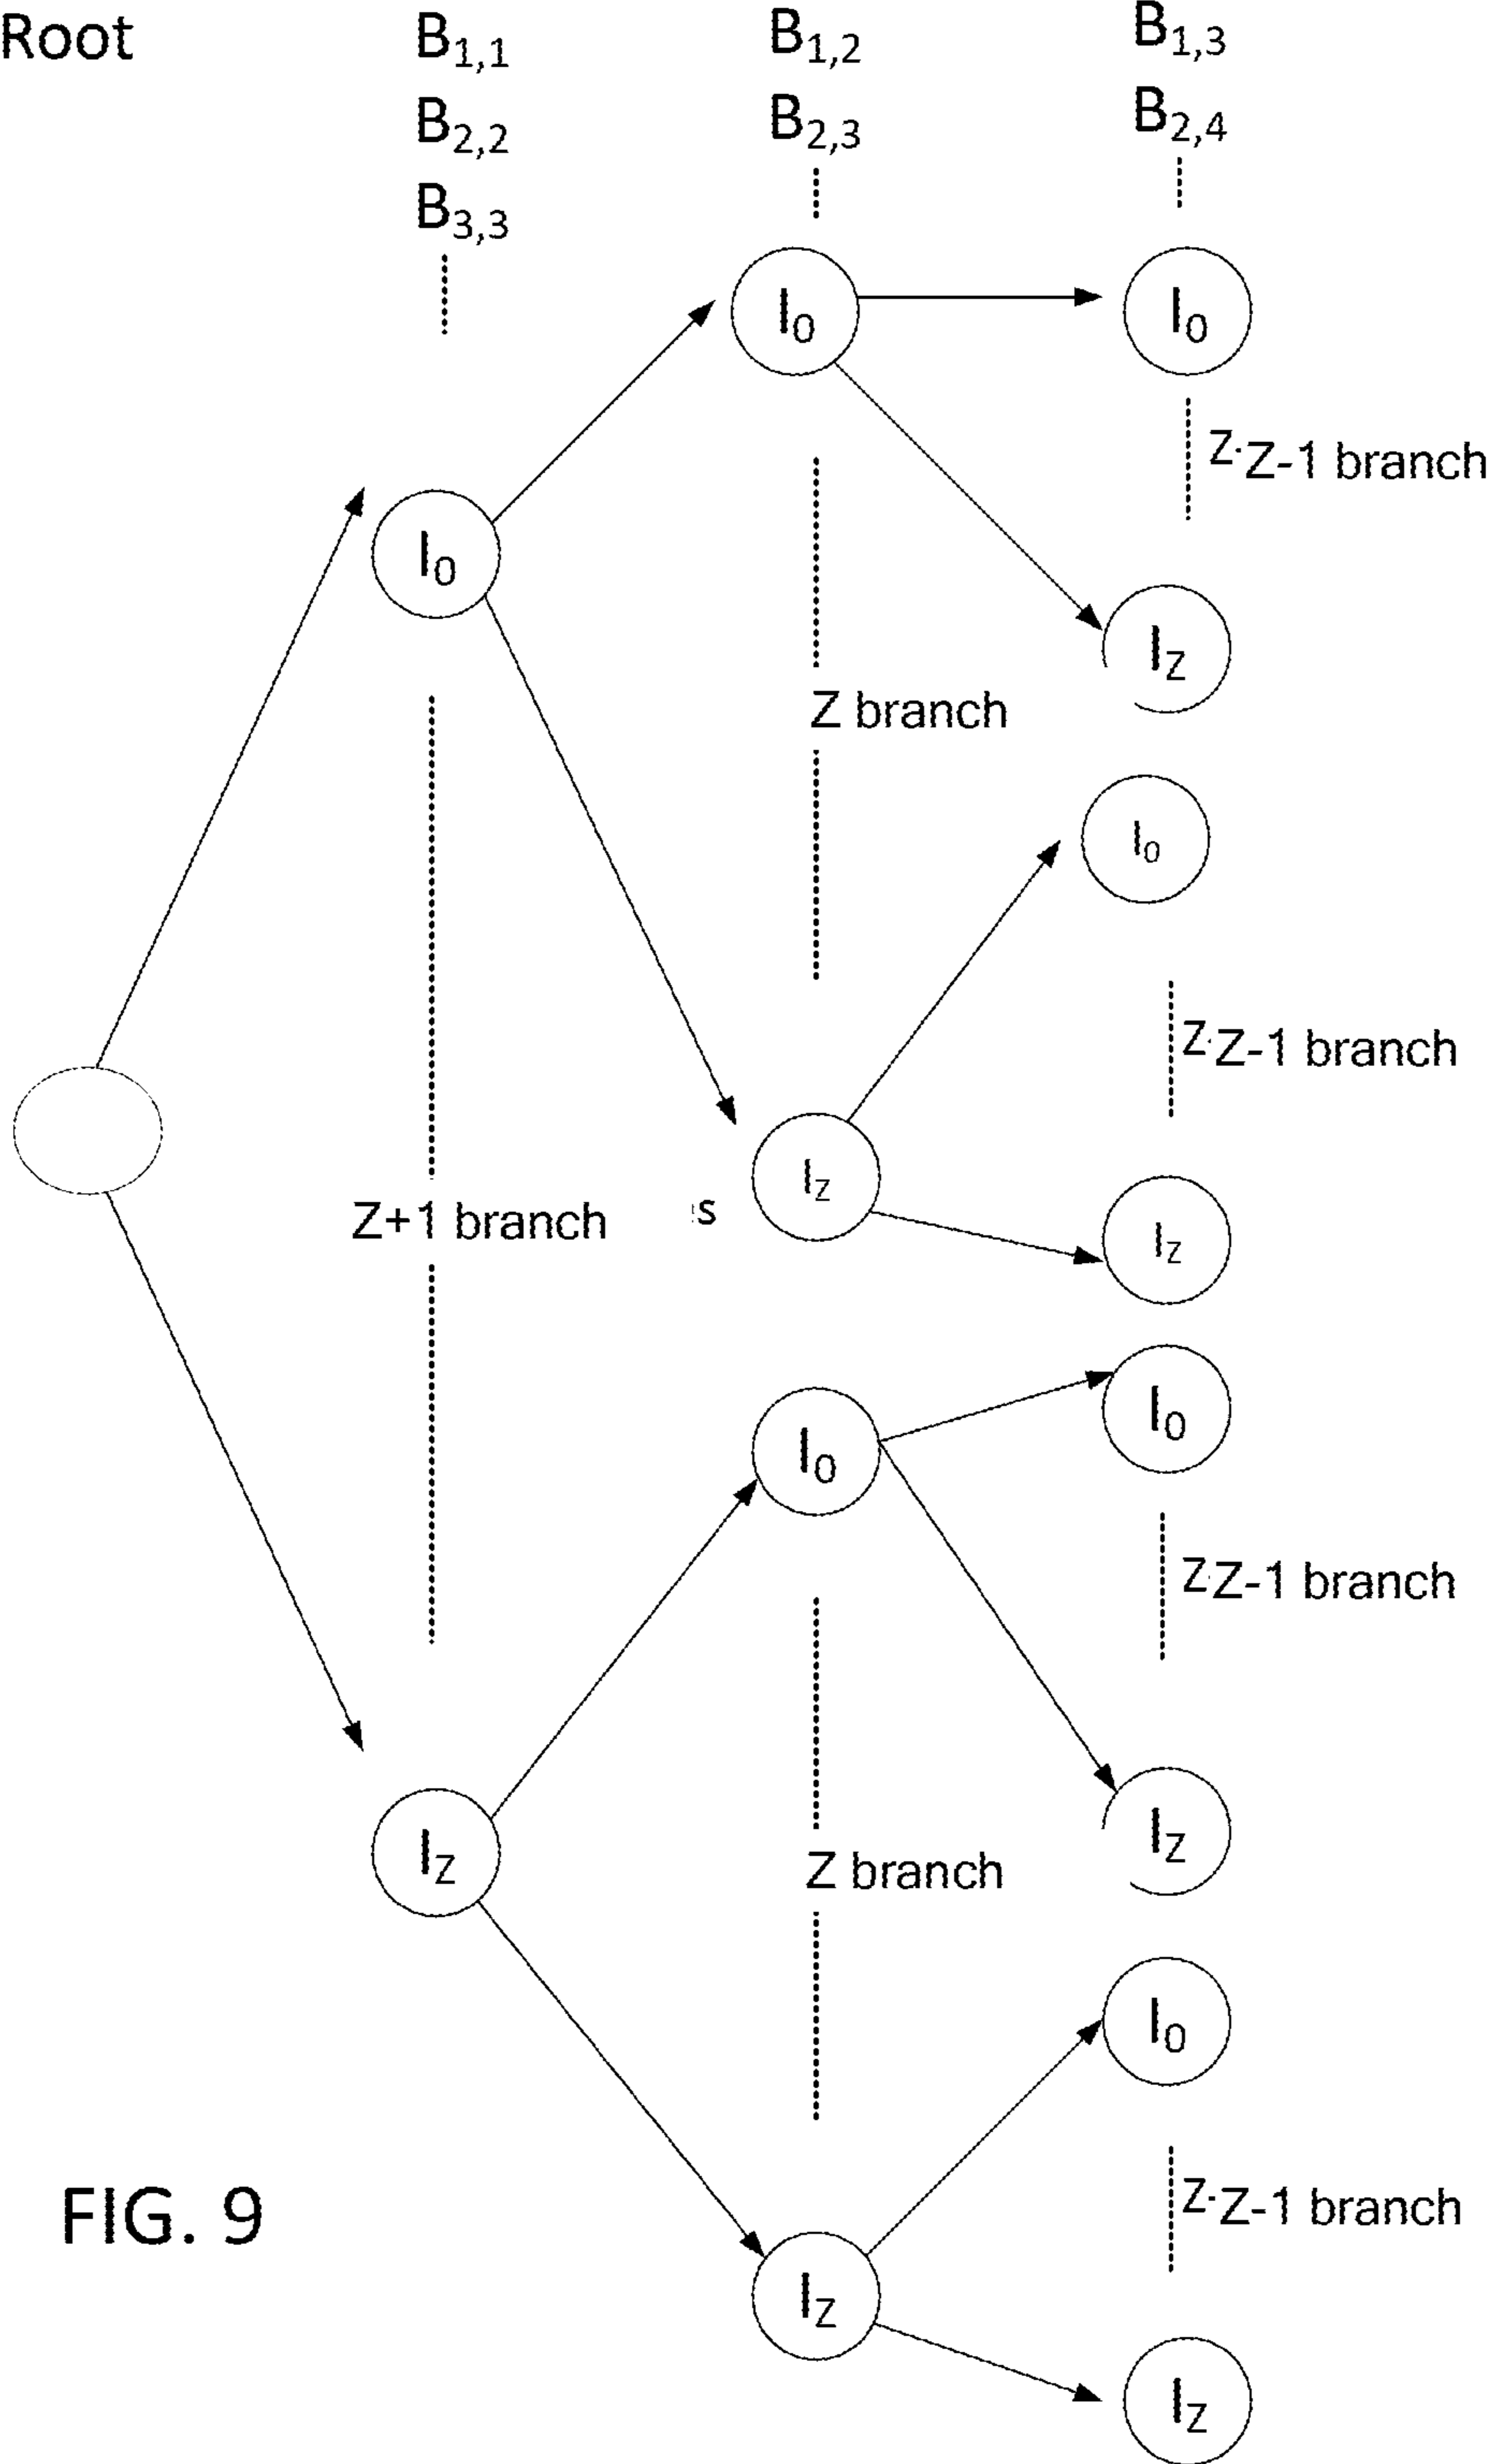 Root
B1,1
B2,2
B3,3
B1,2
B2,3
B1,3
B2,4
I0
I0
I0
Z·Z-1 branch
IZ
Z branch
I0
Z·Z-1 branch
IZ
Z+1 branch
s
IZ
I0
I0
Z·Z-1 branch
IZ
Z branch
IZ
I0
Z·Z-1 branch
IZ
IZ
FIG. 9